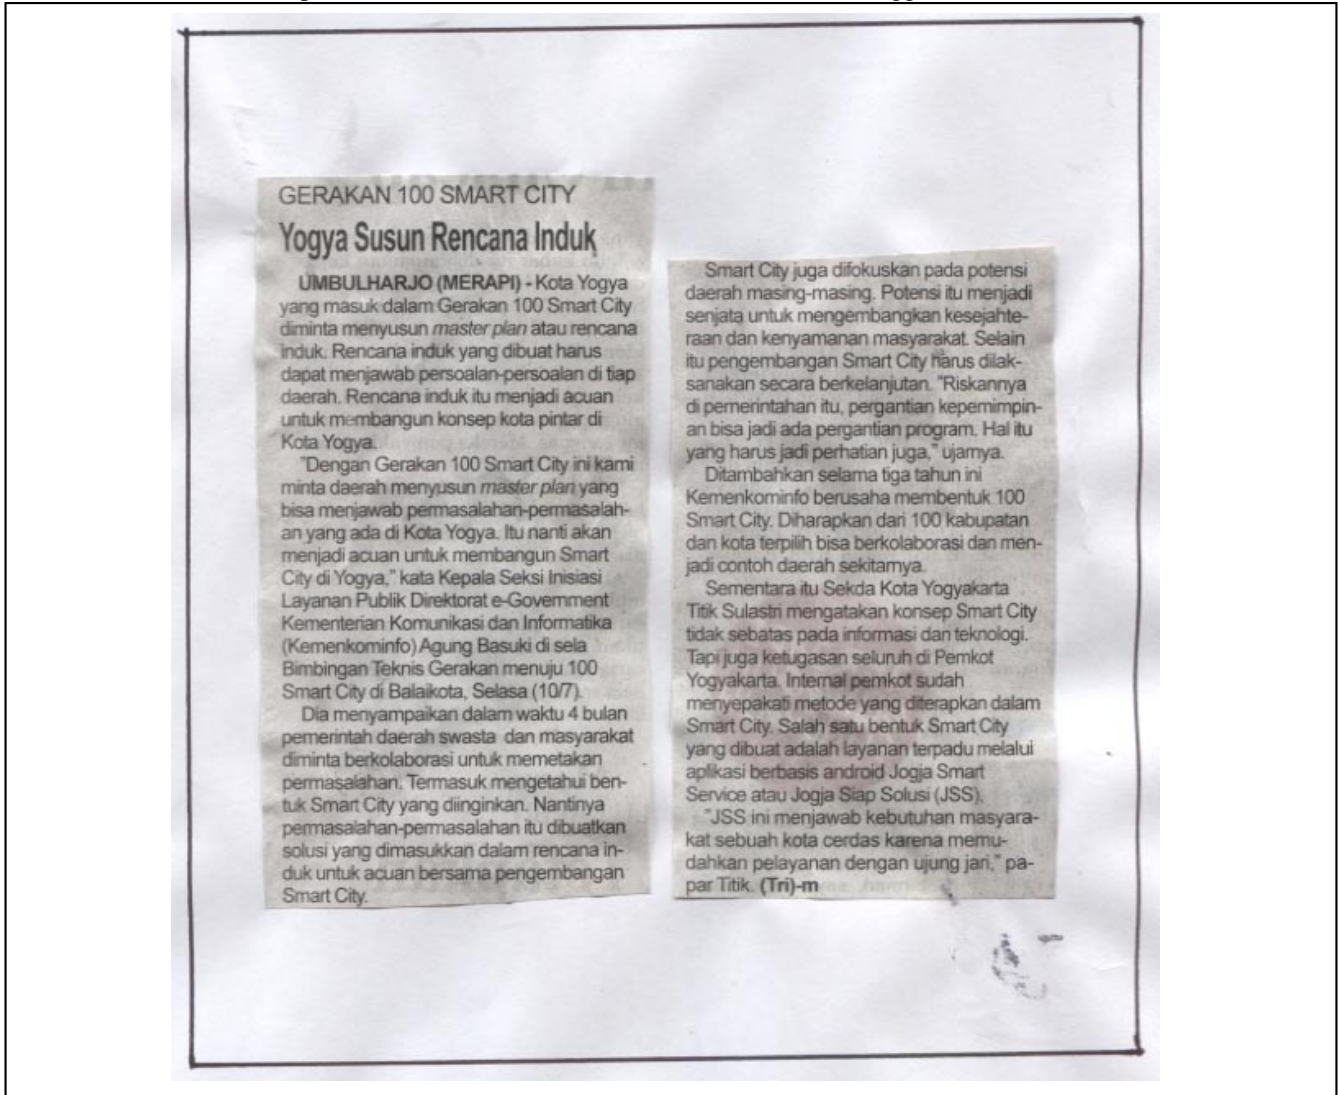 GERAKAN 100 SMART CITY
Yogya Susun Rencana Induk
UMBULHARJO (MERAPI) - Kota Yogya
yang masuk dalam Gerakan 100 Smart City
diminta menyusun master plan atau rencana
induk. Rencana induk yang dibuat harus
dapat menjawab persoalan-persoalan di tiap
daerah. Rencana induk itu menjadi acuan
untuk membangun konsep kota pintar di
Kota Yogya.
"Dengan Gerakan 100 Smart City ini kami
minta daerah menyusun master plan yang
bisa menjawab permasalahan-permasalah-
an yang ada di Kota Yogya. Itu nanti akan
menjadi acuan untuk membangun Smart
City di Yogya," kata Kepala Seksi Inisiasi
Layanan Publik Direktorat e-Government
Kementerian Komunikasi dan Informatika
(Kemenkominfo) Agung Basuki di sela
Bimbingan Teknis Gerakan menuju 100
Smart City di Balaikota, Selasa (10/7).
Dia menyampaikan dalam waktu 4 bulan
pemerintah daerah swasta dan masyarakat
diminta berkolaborasi untuk memetakan
permasalahan. Termasuk mengetahui ben-
tuk Smart City yang diinginkan. Nantinya
permasalahan-permasalahan itu dibuatkan
solusi yang dimasukkan dalam rencana in-
duk untuk acuan bersama pengembangan
Smart City.
Smart City juga difokuskan pada potensi
daerah masing-masing. Potensi itu menjadi
senjata untuk mengembangkan kesejahte-
raan dan kenyamanan masyarakat. Selain
itu pengembangan Smart City harus dilak-
sanakan secara berkelanjutan. "Riskannya
di pemerintahan itu, pergantian kepemimpin-
an bisa jadi ada pergantian program. Hal itu
yang harus jadi perhatian juga," ujarnya.
Ditambahkan selama tiga tahun ini
Kemenkominfo berusaha membentuk 100
Smart City. Diharapkan dari 100 kabupatan
dan kota terpilih bisa berkolaborasi dan men-
jadi contoh daerah sekitarnya.
Sementara itu Sekda Kota Yogyakarta
Titik Sulastri mengatakan konsep Smart City
tidak sebatas pada informasi dan teknologi.
Tapi juga ketugasan seluruh di Pemkot
Yogyakarta. Internal pemkot sudah
menyepakati metode yang diterapkan dalam
Smart City. Salah satu bentuk Smart City
yang dibuat adalah layanan terpadu melalui
aplikasi berbasis android Jogja Smart
Service atau Jogja Siap Solusi (JSS).
"JSS ini menjawab kebutuhan masyara-
kat sebuah kota cerdas karena memu-
dahkan pelayanan dengan ujung jari," pa-
par Titik. (Tri)-m